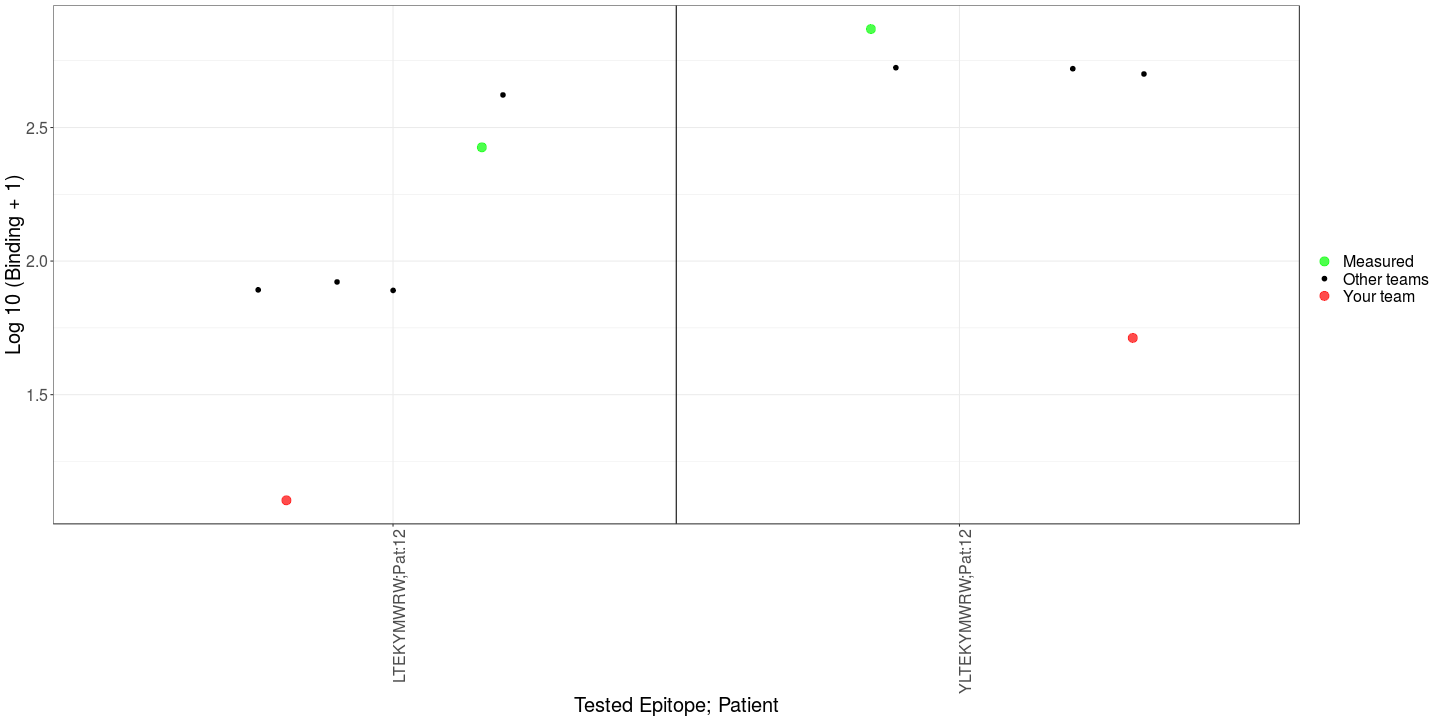 Log 10 (Binding + 1)
2.5
2.0
1.5
LTEKYMWRW;Pat:12
YLTEKYMWRW;Pat:12
Tested Epitope; Patient
Measured
Other teams
Your team